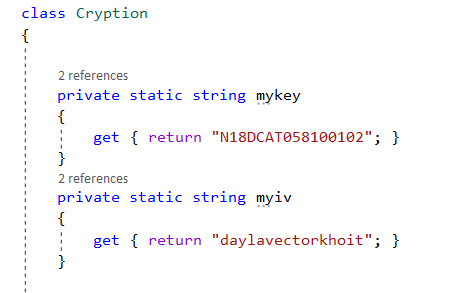 class Cryption
{
2 references
private static string mykey
{
get { return "N18DCAT058100102"; }
}
2 references
private static string myiv
{
get { return "daylavectorkhoit"; }
}